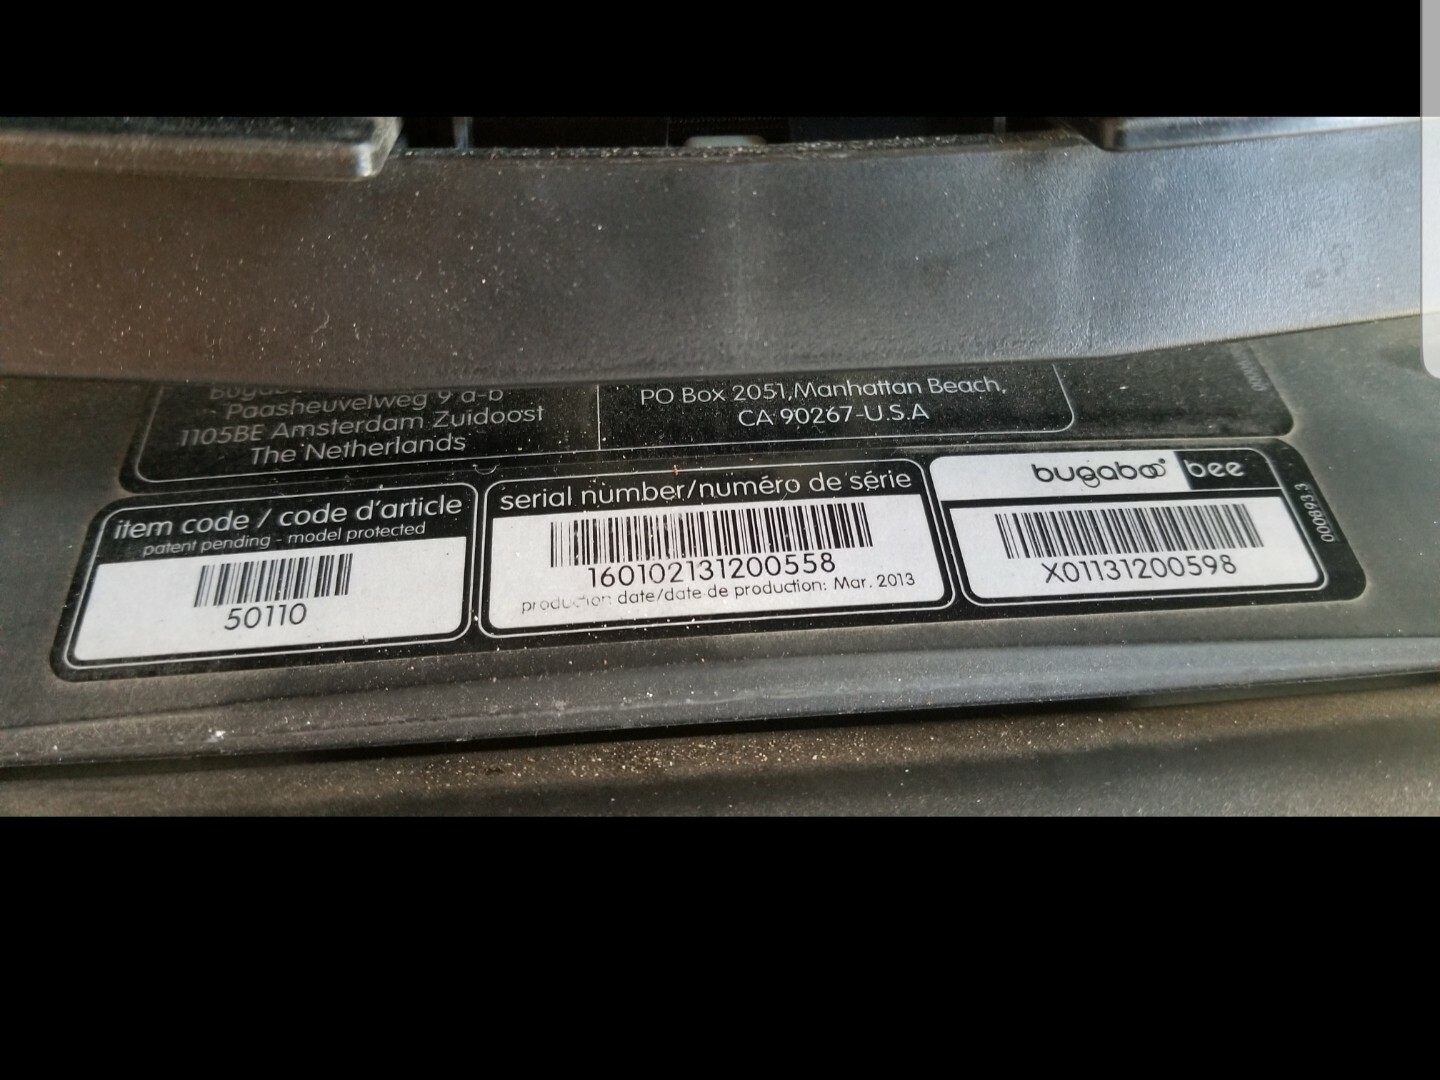 Paasheuvelweg 9 a-b
1105BE Amsterdam Zuidoost
The Netherlands
PO Box 2051, Manhattan Beach,
CA 90267-U.S.A
item code / code d'article
patent pending - model protected
50110
serial number/numéro de série
160102131200558
production date/date de production: Mar. 2013
bugaboo bee
X01131200598
000893.3